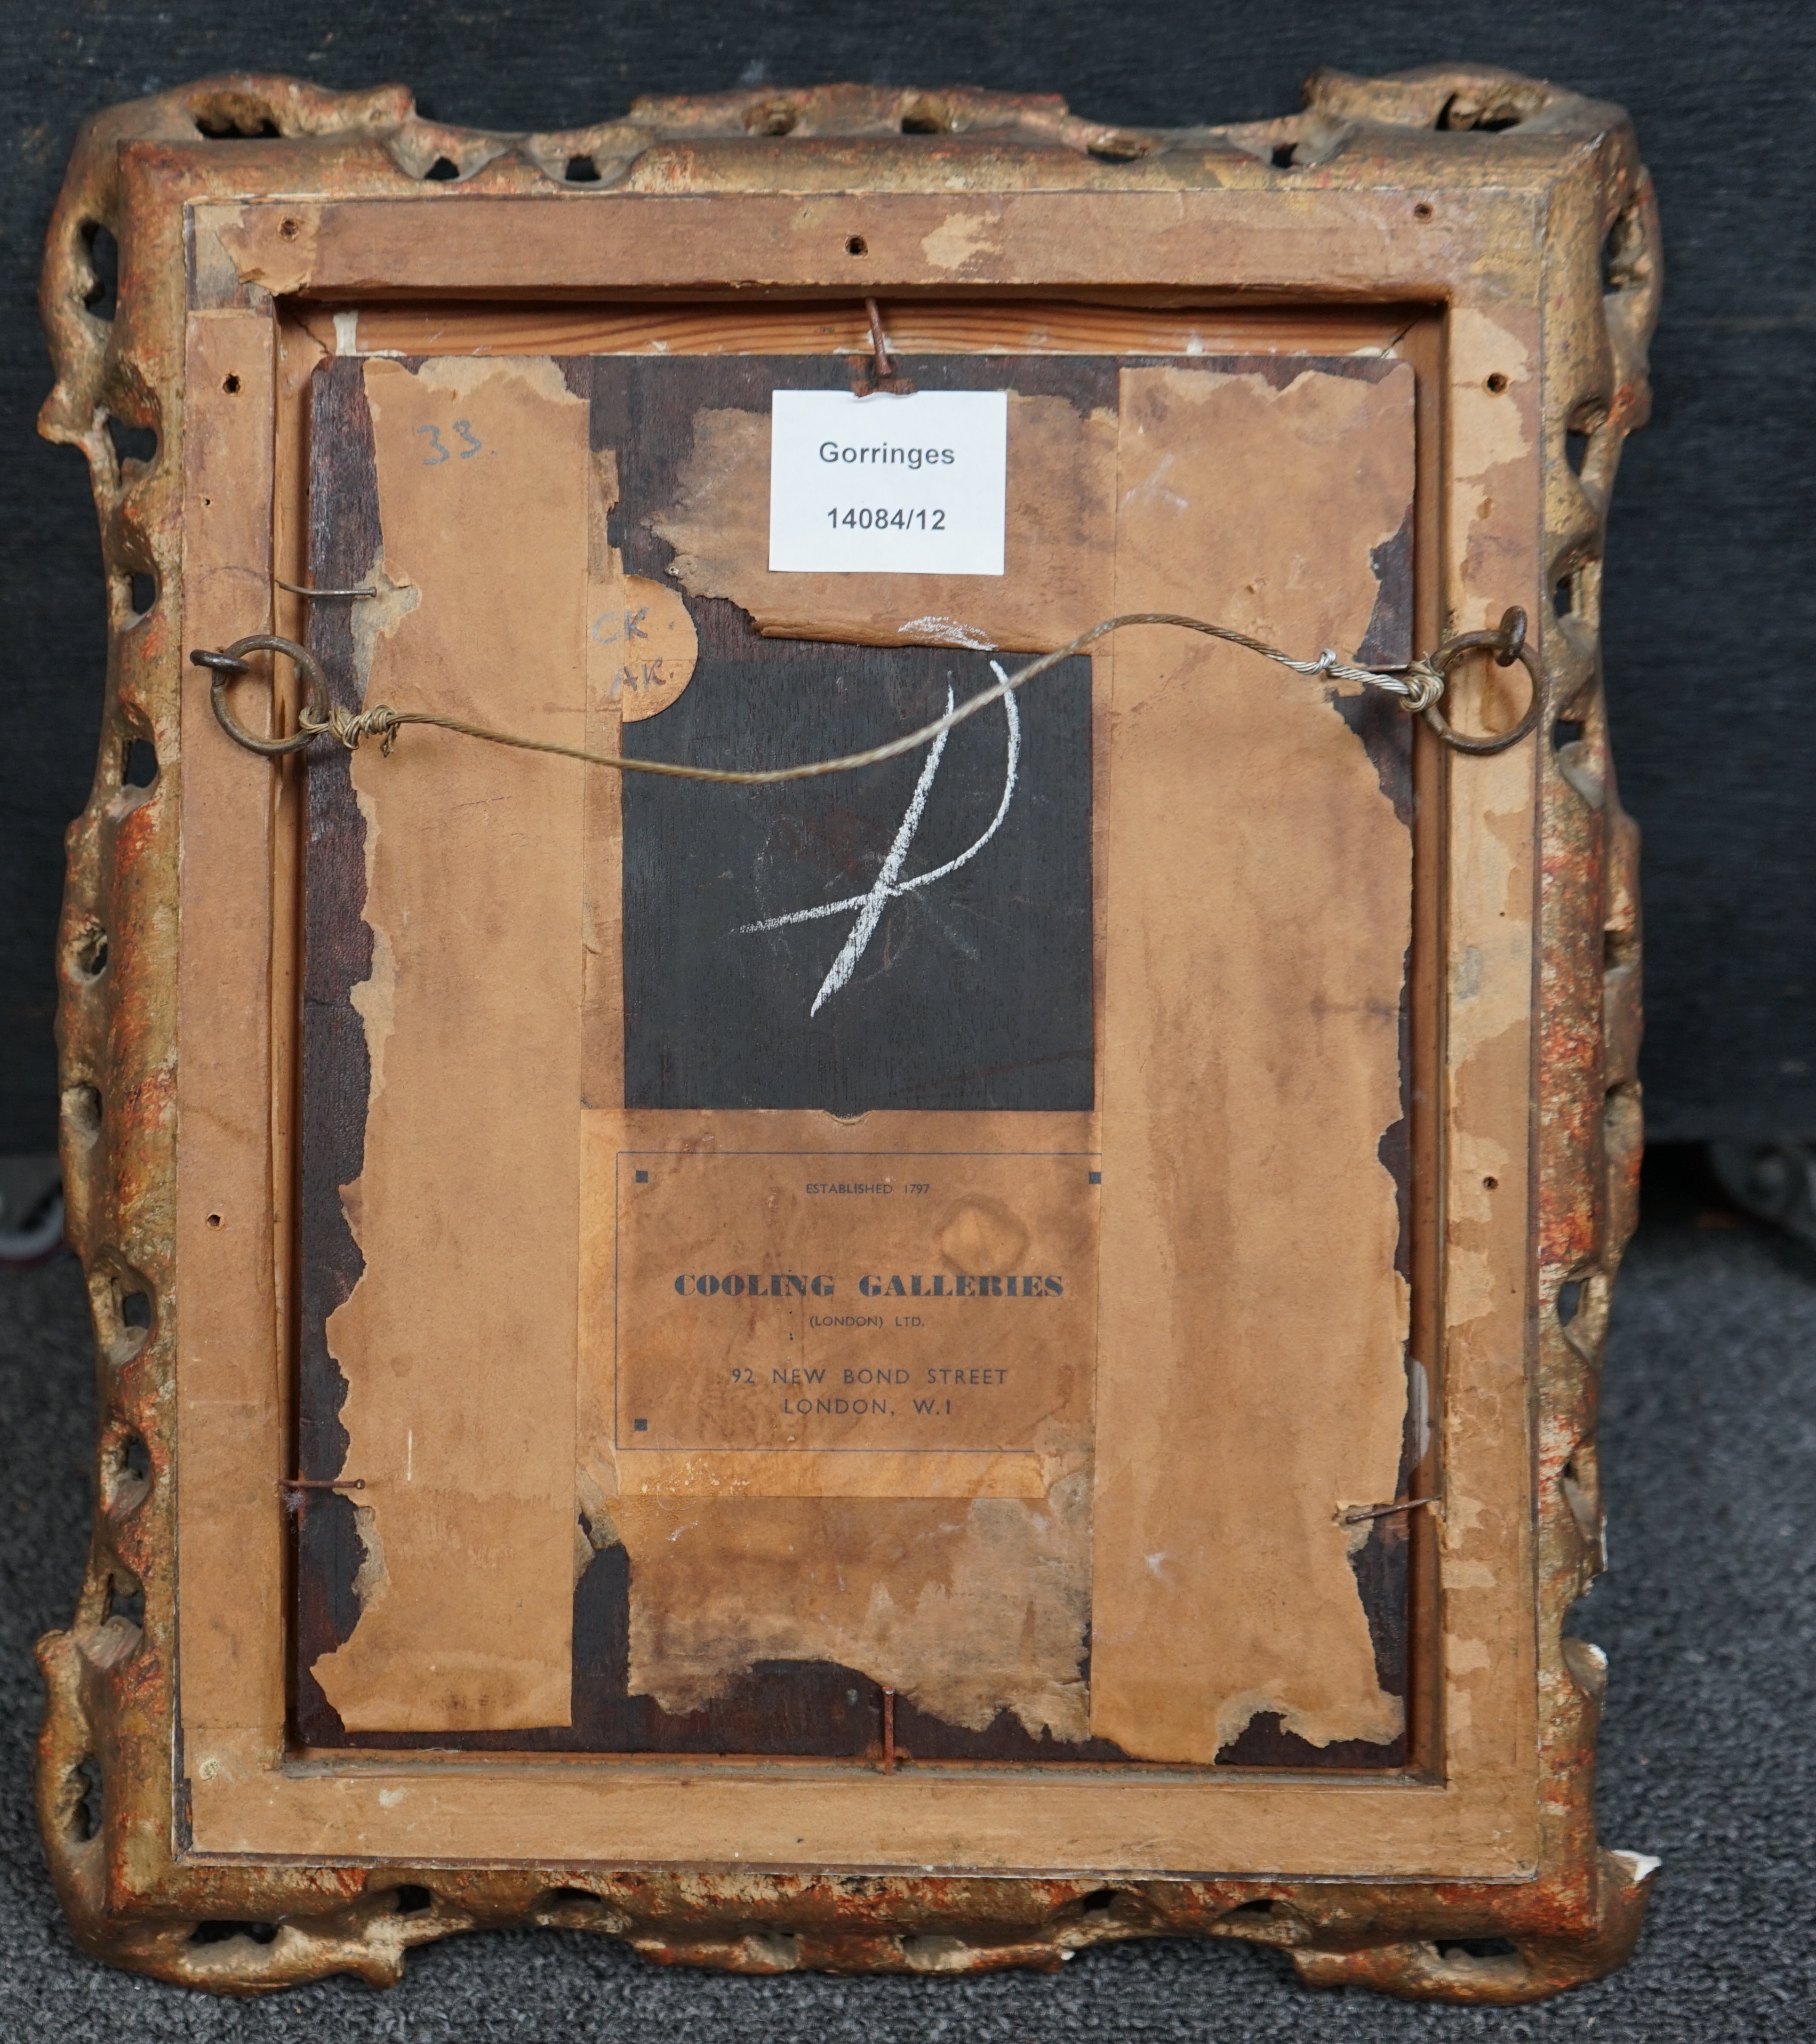 33.
Gorringes
14084/12
CK.
AK.
ESTABLISHED 1797
COOLING GALLERIES
(LONDON) LTD.
92 NEW BOND STREET
LONDON, W.1